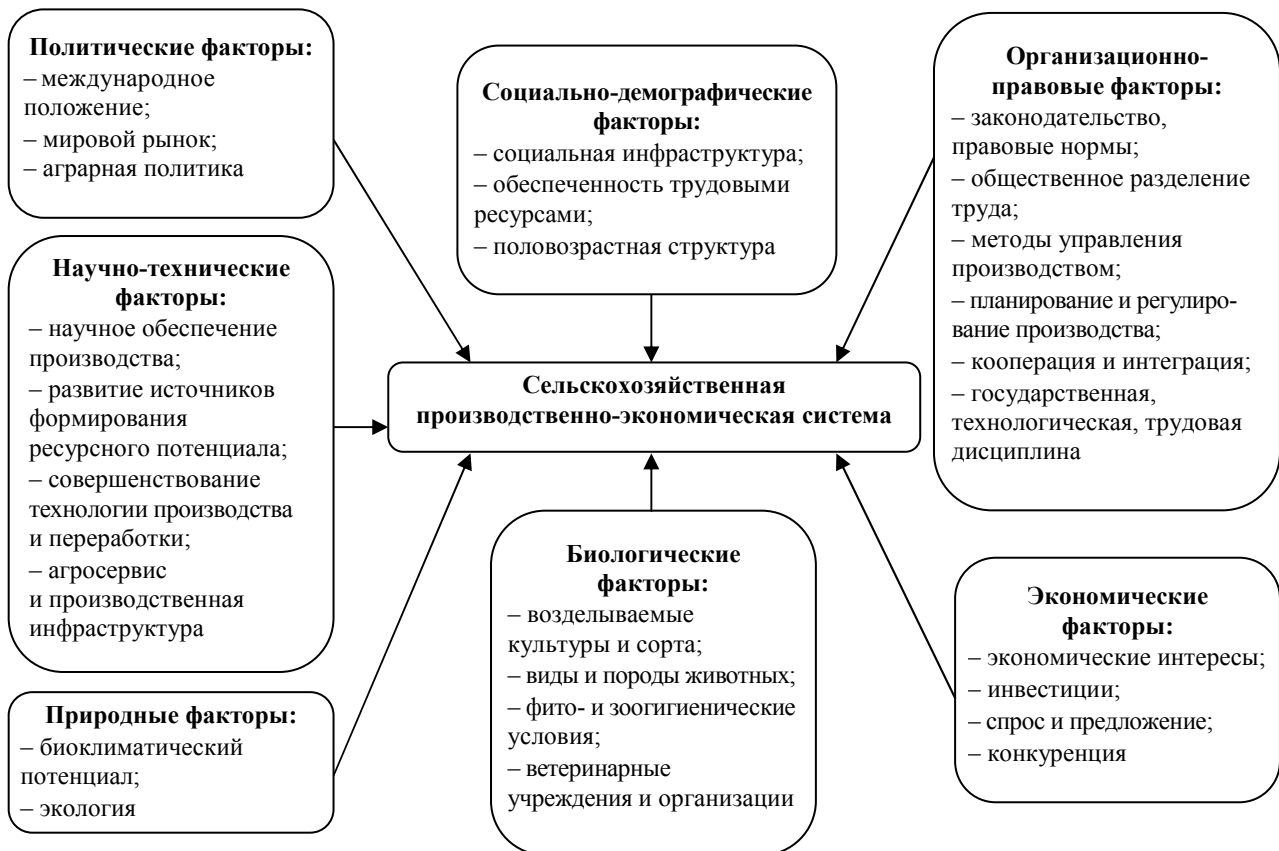 Политические факторы:
– международное
положение;
– мировой рынок;
– аграрная политика
Социально-демографические
факторы:
– социальная инфраструктура;
– обеспеченность трудовыми
ресурсами;
– половозрастная структура
Организационно-
правовые факторы:
– законодательство,
правовые нормы;
– общественное разделение
труда;
– методы управления
производством;
– планирование и регулиро-
вание производства;
– кооперация и интеграция;
– государственная,
технологическая, трудовая
дисциплина
Научно-технические
факторы:
– научное обеспечение
производства;
– развитие источников
формирования
ресурсного потенциала;
– совершенствование
технологии производства
и переработки;
– агросервис
и производственная
инфраструктура
Сельскохозяйственная
производственно-экономическая система
Природные факторы:
– биоклиматический
потенциал;
– экология
Биологические
факторы:
– возделываемые
культуры и сорта;
– виды и породы животных;
– фито- и зоогигиенические
условия;
– ветеринарные
учреждения и организации
Экономические
факторы:
– экономические интересы;
– инвестиции;
– спрос и предложение;
– конкуренция